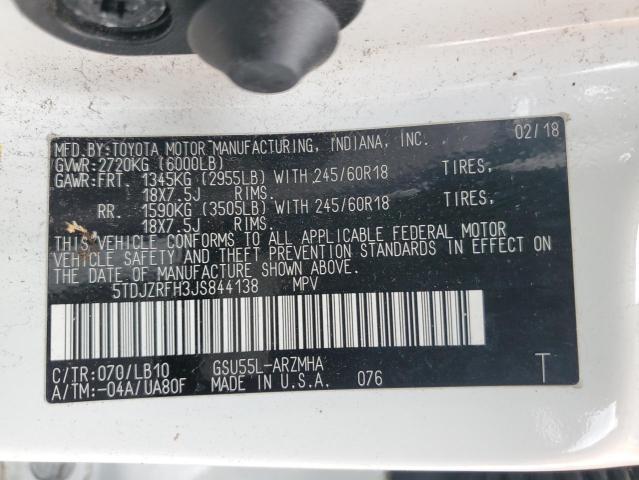 MFD.BY:TOYOTA MOTOR MANUFACTURING, INDIANA, INC. 02/18
GVWR:2720KG (6000LB)
GAWR:FRT. 1345KG (2955LB) WITH 245/60R18 TIRES,
18X7.5J RIMS.
RR. 1590KG (3505LB) WITH 245/60R18 TIRES,
18X7.5J RIMS.
THIS VEHICLE CONFORMS TO ALL APPLICABLE FEDERAL MOTOR
VEHICLE SAFETY AND THEFT PREVENTION STANDARDS IN EFFECT ON
THE DATE OF MANUFACTURE SHOWN ABOVE.
5TDJZRFH3JS844138 MPV
C/TR:070/LB10 GSU55L-ARZMHA
A/TM:-04A/UA80F MADE IN U.S.A. 076 T